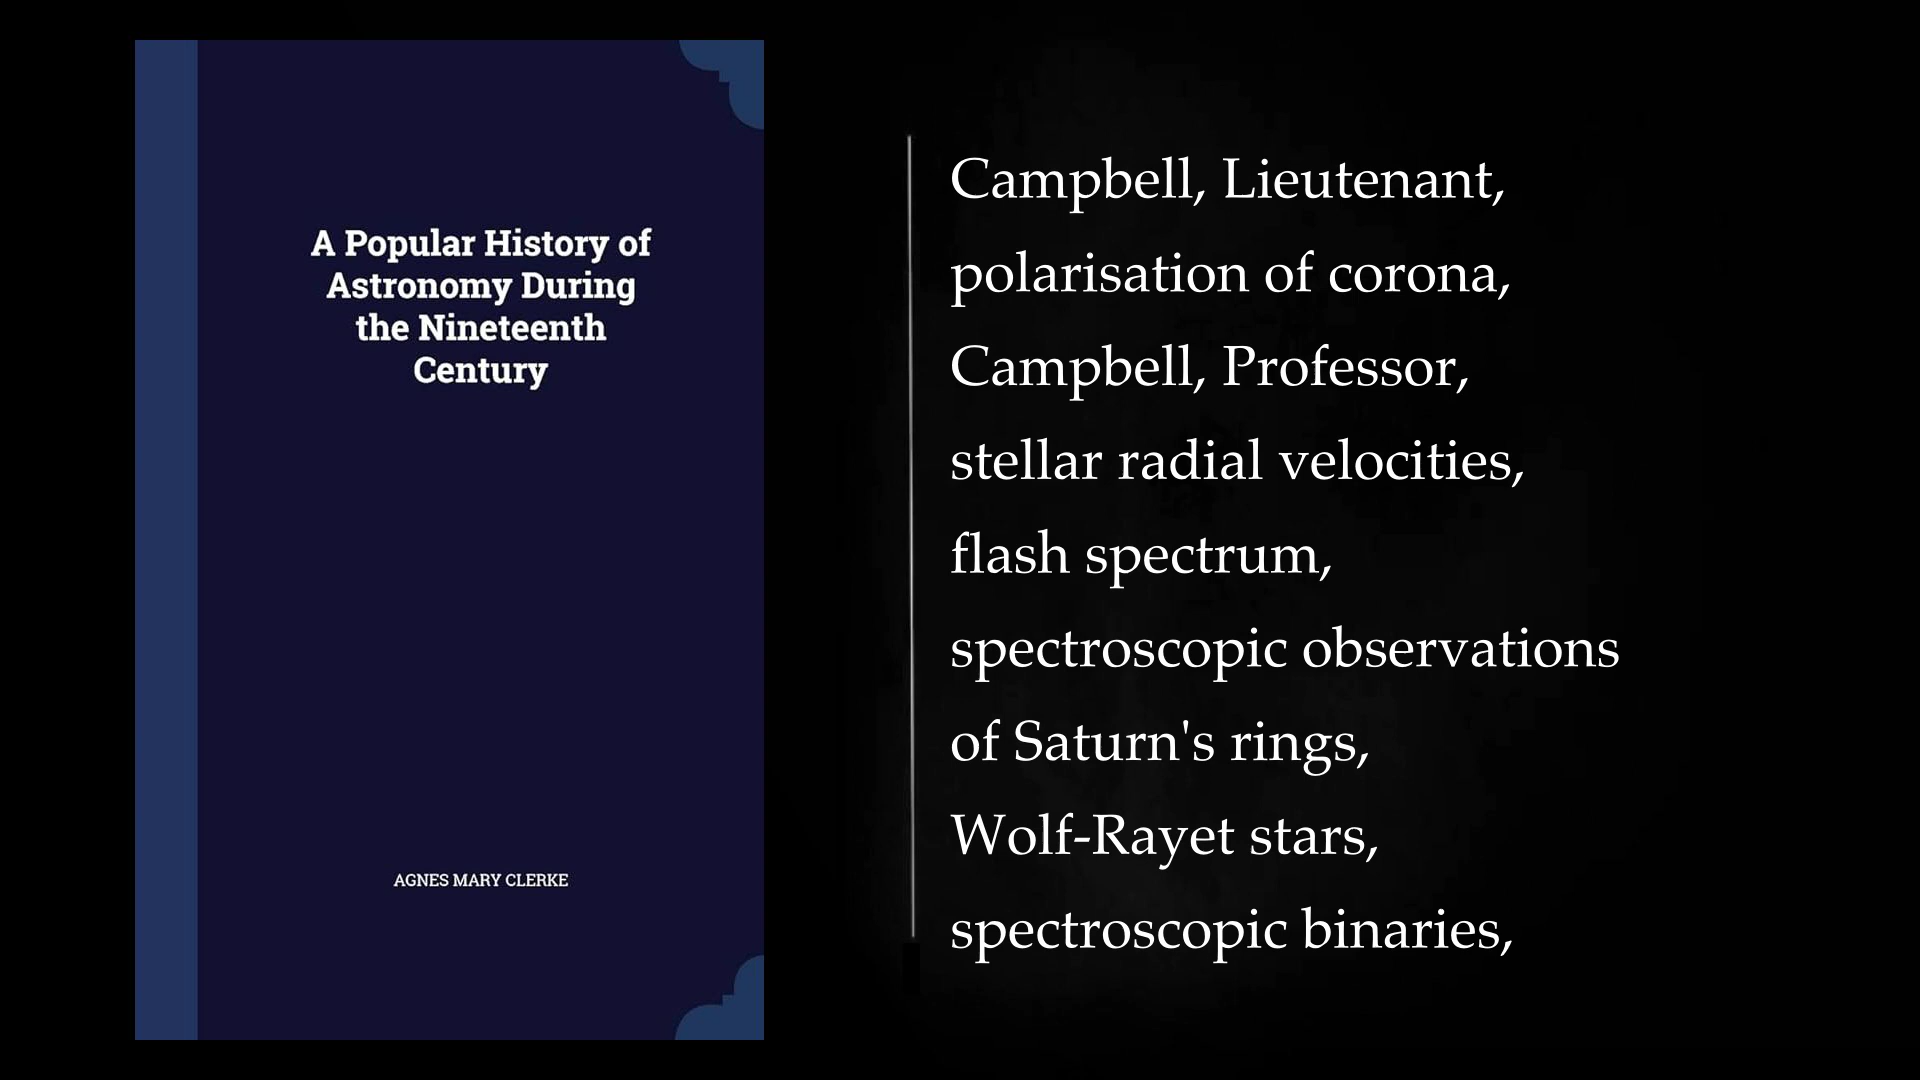 A Popular History of
Astronomy During
the Nineteenth
Century
AGNES MARY CLERKE
Campbell, Lieutenant,
polarisation of corona,
Campbell, Professor,
stellar radial velocities,
flash spectrum,
spectroscopic observations
of Saturn's rings,
Wolf-Rayet stars,
spectroscopic binaries,